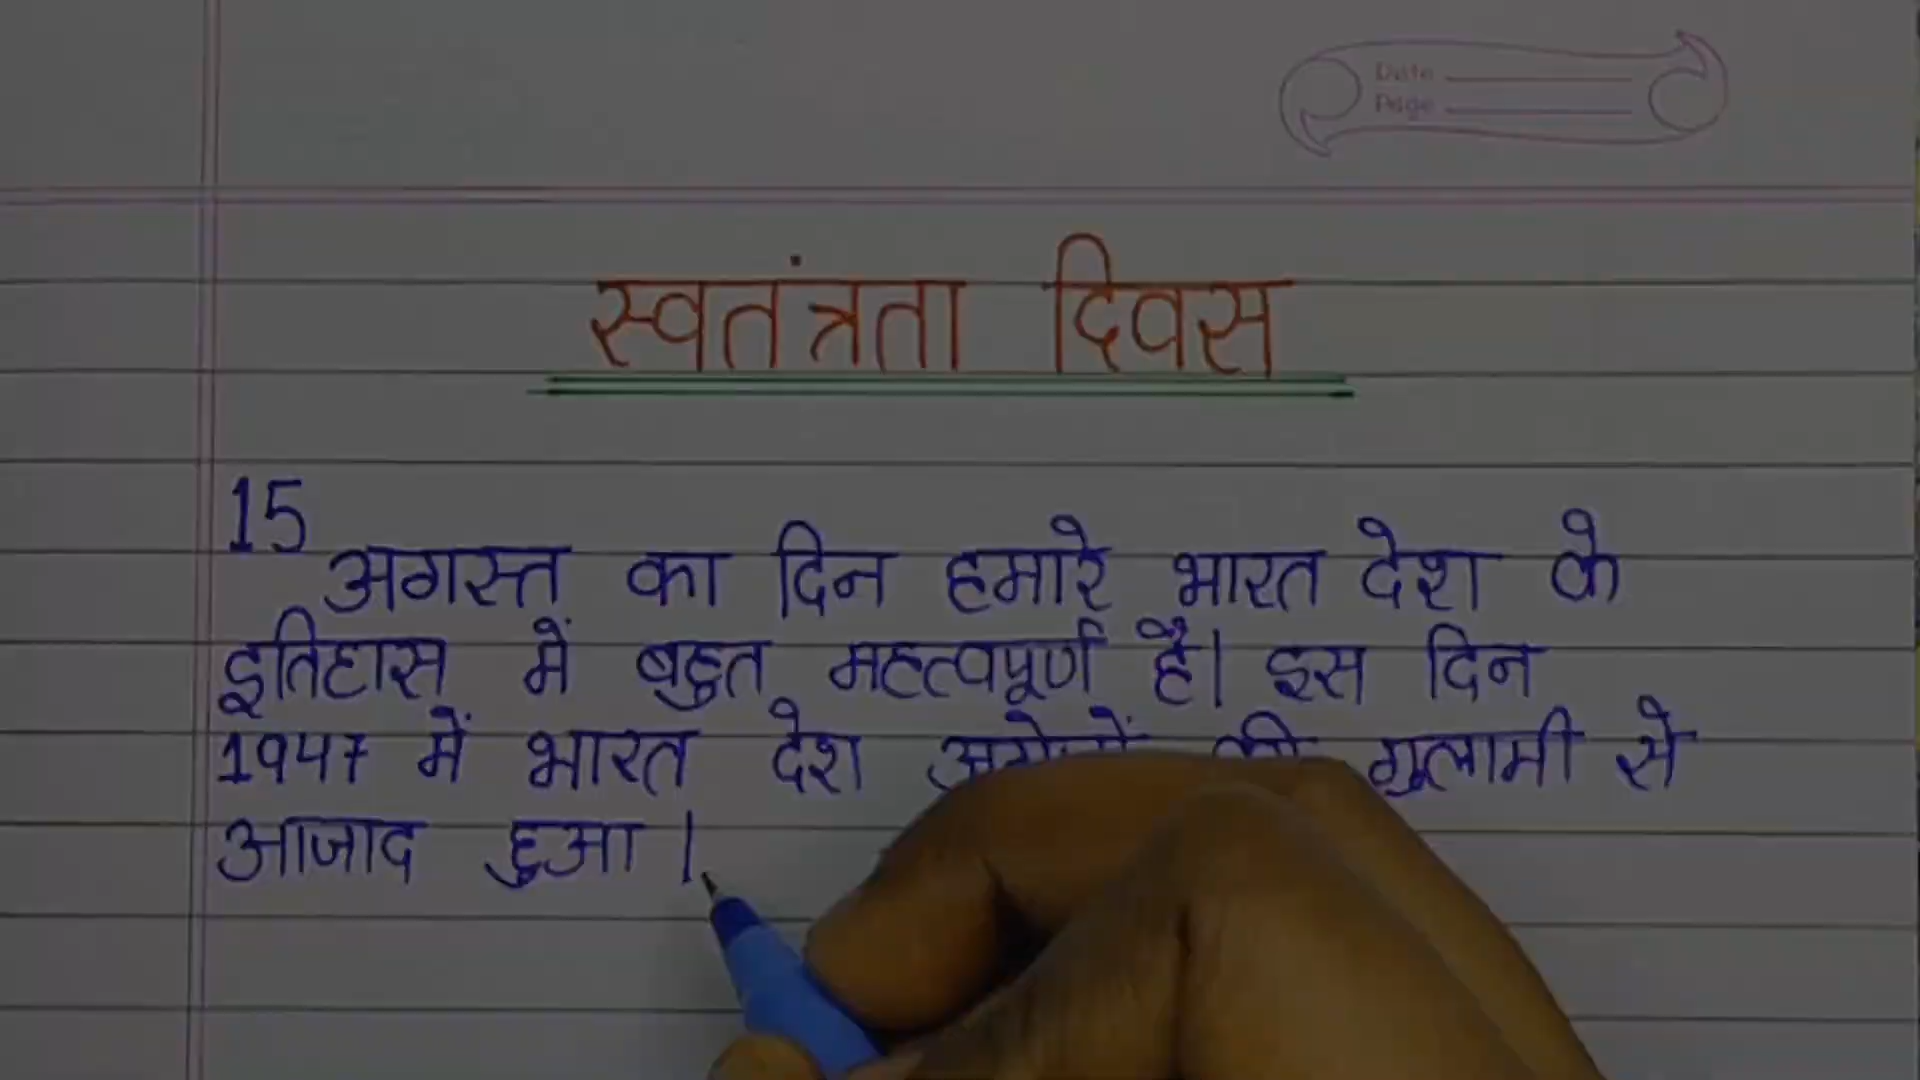 Date
Page
स्वतंत्रता दिवस
15
अगस्त का दिन हमारे भारत देश के
इतिहास में बहुत महत्वपूर्ण है। इस दिन
1947 में भारत देश गुलामी से
आजाद हुआ।